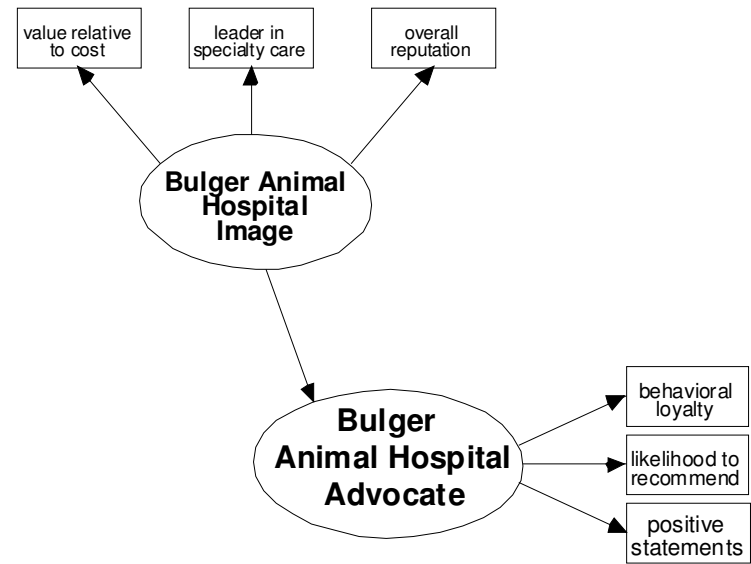 value relative
to cost
leader in
specialty care
overall
reputation
Bulger Animal
Hospital
Image
Bulger
Animal Hospital
Advocate
behavioral
loyalty
likelihood to
recommend
positive
statements